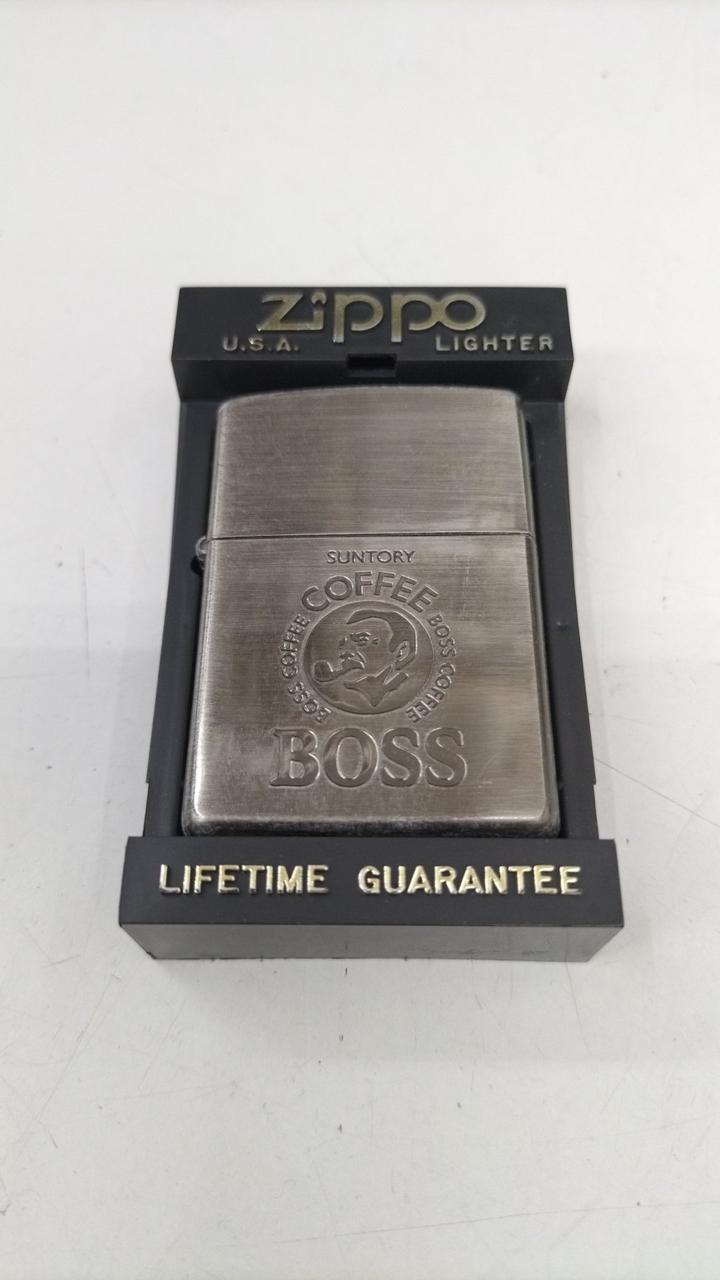 Zippo
U.S.A. LIGHTER
SUNTORY
COFFEE
BOSS COFFEE
BOSS COFFEE
BOSS
LIFETIME GUARANTEE